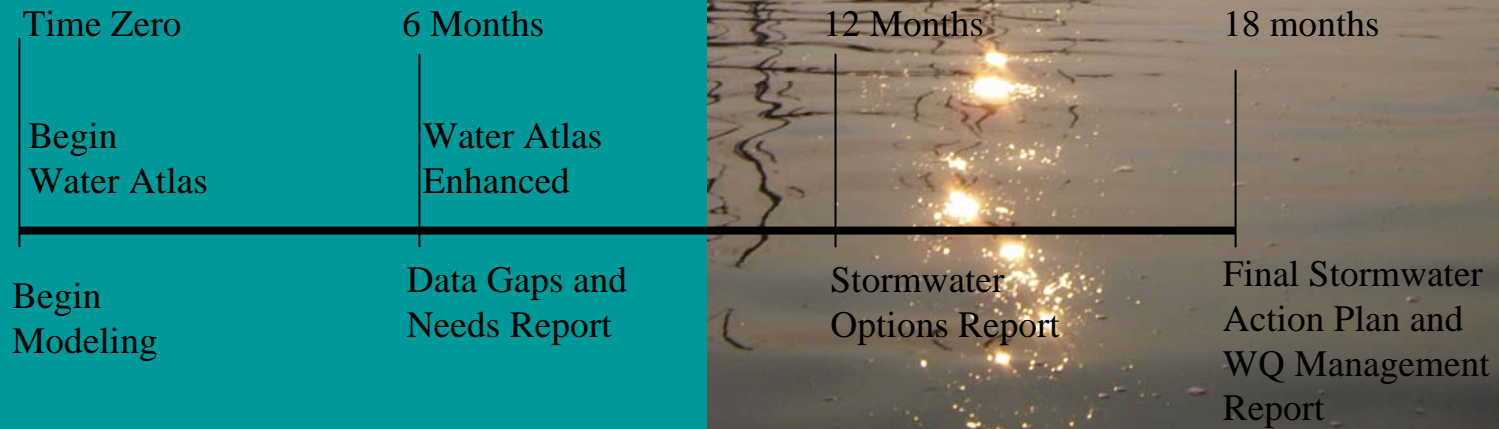 Time Zero
6 Months
12 Months
18 months
Begin
Water Atlas
Water Atlas
Enhanced
Begin
Modeling
Data Gaps and
Needs Report
Stormwater
Options Report
Final Stormwater
Action Plan and
WQ Management
Report